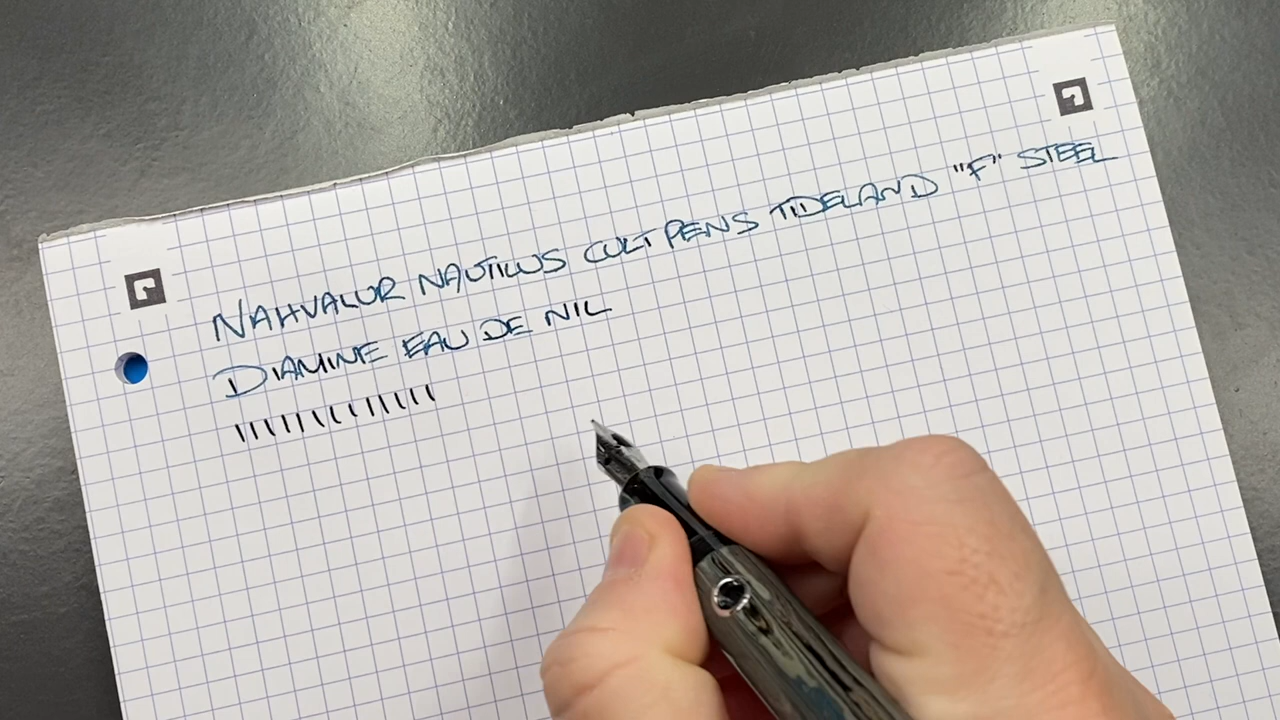 NAHVALUR NAUTILUS CULT PENS TIDELAND "F" STEEL
DIAMINE EAU DE NIL